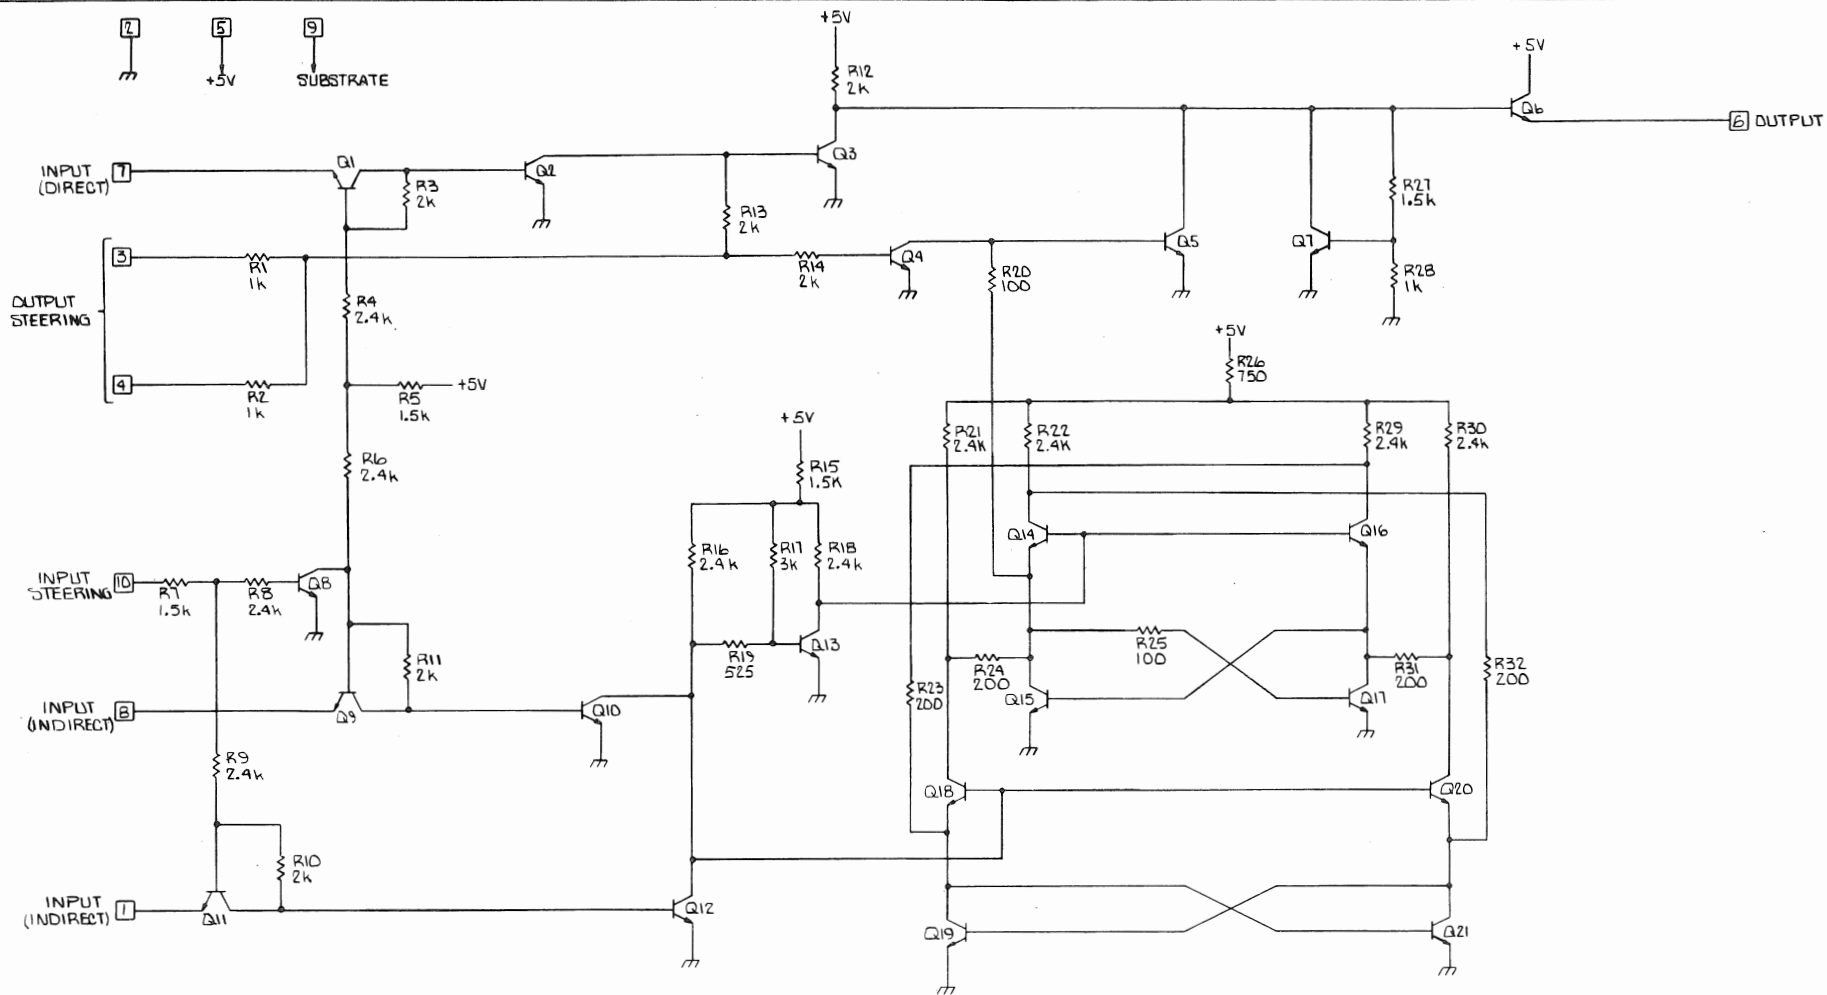 2
5
9
+5V
SUBSTRATE
+5V
R12
2K
+5V
Q6
6 OUTPUT
INPUT
(DIRECT)
7
Q1
R3
2K
Q2
Q3
R13
2K
R27
1.5K
OUTPUT
STEERING
3
R1
1K
R14
2K
Q4
R20
100
Q5
Q7
R28
1K
R4
2.4K
4
R2
1K
R5
1.5K
+5V
+5V
R26
750
R6
2.4K
+5V
R15
1.5K
R21
2.4K
R22
2.4K
R29
2.4K
R30
2.4K
INPUT
STEERING
10
R7
1.5K
R8
2.4K
Q8
R16
2.4K
R17
3K
R18
2.4K
Q14
Q16
R19
525
Q13
R11
2K
R25
100
R24
200
R31
200
R32
200
INPUT
(INDIRECT)
8
Q9
Q10
R23
200
Q15
Q17
R9
2.4K
Q18
Q20
R10
2K
INPUT
(INDIRECT)
1
Q11
Q12
Q19
Q21